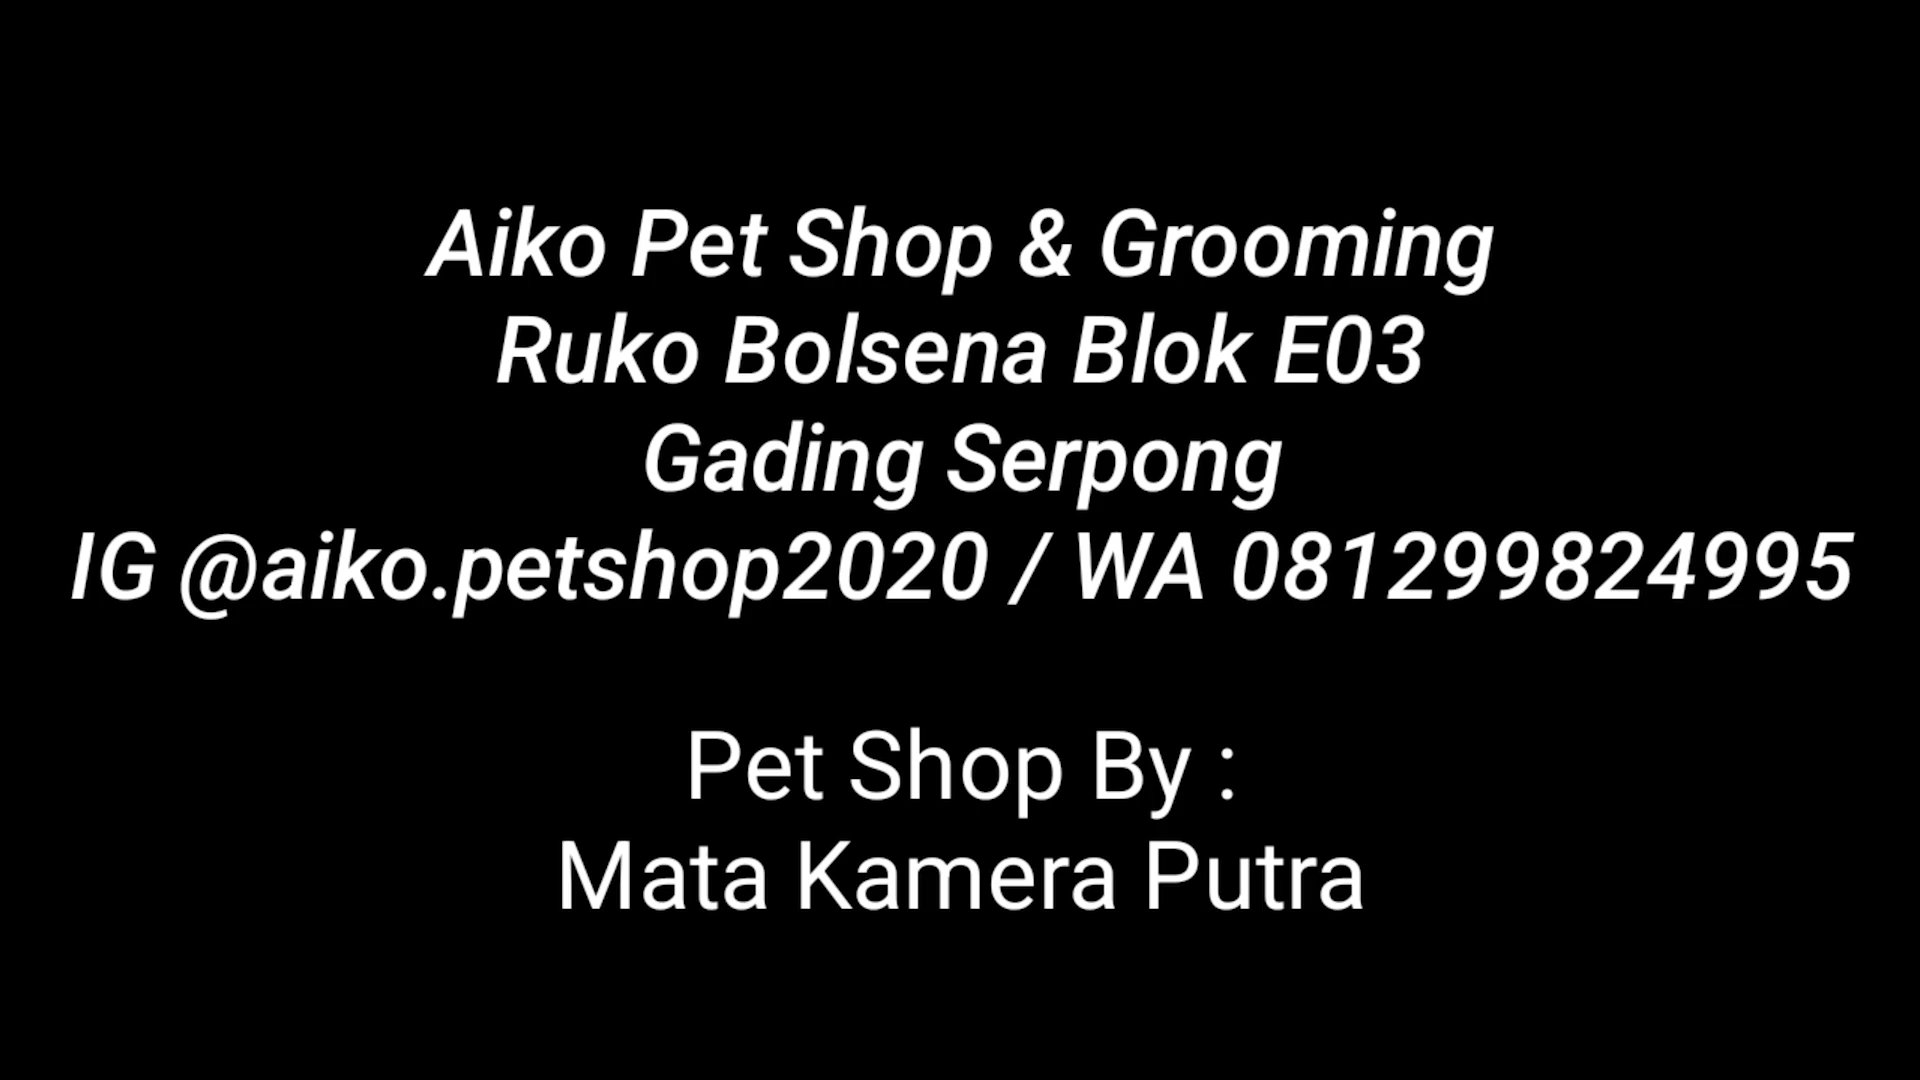 Aiko Pet Shop & Grooming
Ruko Bolsena Blok E03
Gading Serpong
IG @aiko.petshop2020 / WA 081299824995
Pet Shop By :
Mata Kamera Putra